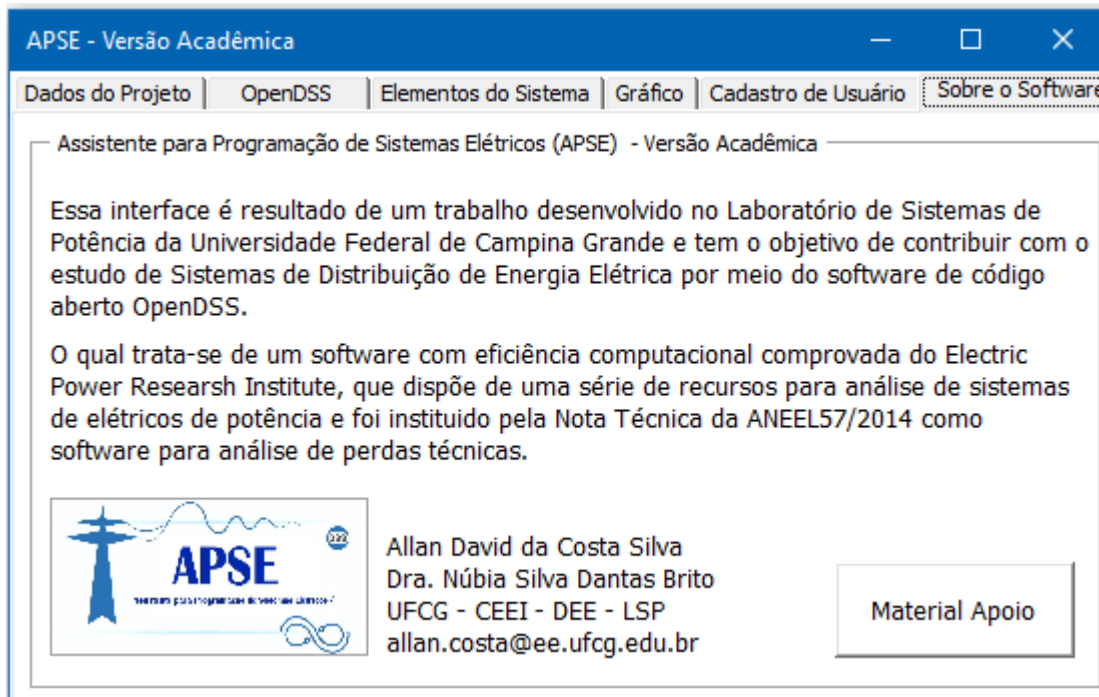 APSE - Versão Acadêmica
Dados do Projeto OpenDSS Elementos do Sistema Gráfico Cadastro de Usuário Sobre o Software
Assistente para Programação de Sistemas Elétricos (APSE) - Versão Acadêmica
Essa interface é resultado de um trabalho desenvolvido no Laboratório de Sistemas de
Potência da Universidade Federal de Campina Grande e tem o objetivo de contribuir com o
estudo de Sistemas de Distribuição de Energia Elétrica por meio do software de código
aberto OpenDSS.
O qual trata-se de um software com eficiência computacional comprovada do Electric
Power Researsh Institute, que dispõe de uma série de recursos para análise de sistemas
de elétricos de potência e foi instituido pela Nota Técnica da ANEEL57/2014 como
software para análise de perdas técnicas.
APSE
Allan David da Costa Silva
Dra. Núbia Silva Dantas Brito
UFCG - CEEI - DEE - LSP
allan.costa@ee.ufcg.edu.br
Material Apoio